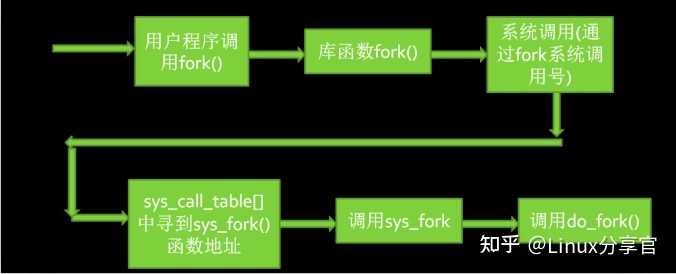 用户程序调
用fork()
库函数fork()
系统调用(通
过fork系统调
用号)
sys_call_table[]
中寻到sys_fork()
函数地址
调用sys_fork
调用do_fork()
知乎 @Linux分享官